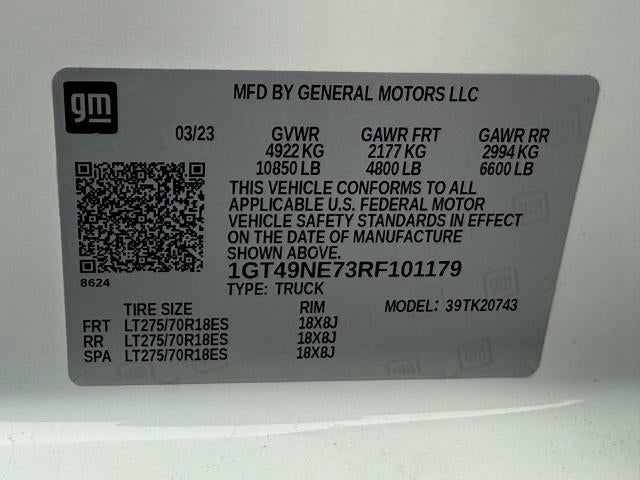 gm
MFD BY GENERAL MOTORS LLC
03/23 GVWR GAWR FRT GAWR RR
4922 KG 2177 KG 2994 KG
10850 LB 4800 LB 6600 LB
THIS VEHICLE CONFORMS TO ALL
APPLICABLE U.S. FEDERAL MOTOR
VEHICLE SAFETY STANDARDS IN EFFECT
ON THE DATE OF MANUFACTURE
SHOWN ABOVE.
8624
1GT49NE73RF101179
TYPE: TRUCK MODEL: 39TK20743
TIRE SIZE RIM
FRT LT275/70R18ES 18X8J
RR LT275/70R18ES 18X8J
SPA LT275/70R18ES 18X8J